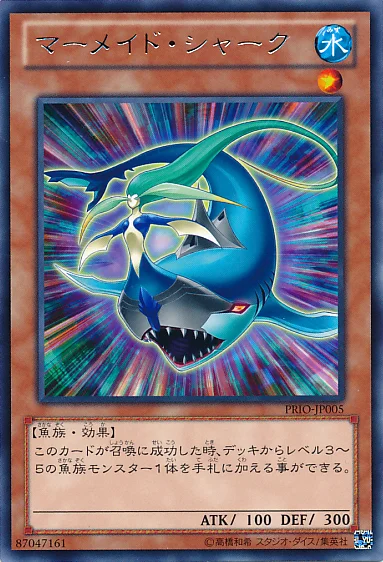 マーメイド・シャーク
水
PRIO-JP005
【魚族・効果】
このカードが召喚に成功した時、デッキからレベル3~
5の魚族モンスター1体を手札に加える事ができる。
ATK/ 100 DEF/ 300
87047161
©高橋和希 スタジオ・ダイス/集英社